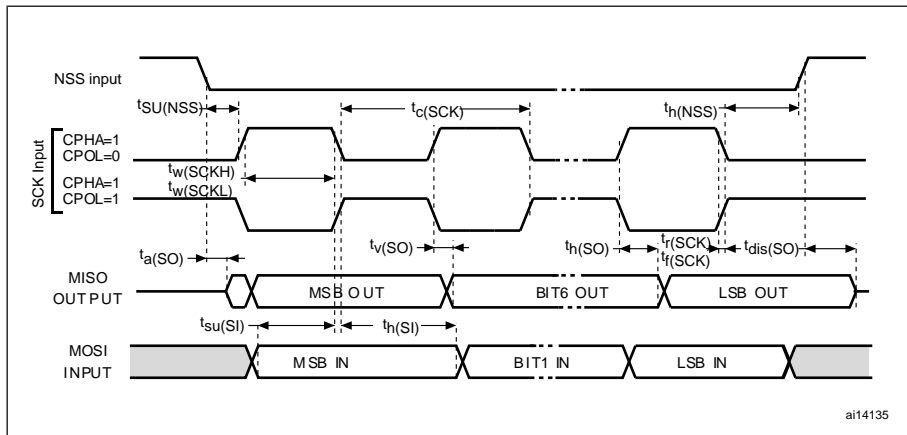 NSS input
tSU(NSS)
tc(SCK)
th(NSS)
SCK Input
CPHA=1
CPOL=0
tw(SCKH)
CPHA=1
tw(SCKL)
CPOL=1
tv(SO)
th(SO)
tr(SCK)
tf(SCK)
tdis(SO)
ta(SO)
MISO
OUTPUT
MSB OUT
BIT6 OUT
LSB OUT
tsu(SI)
th(SI)
MOSI
INPUT
MSB IN
BIT1 IN
LSB IN
ai14135